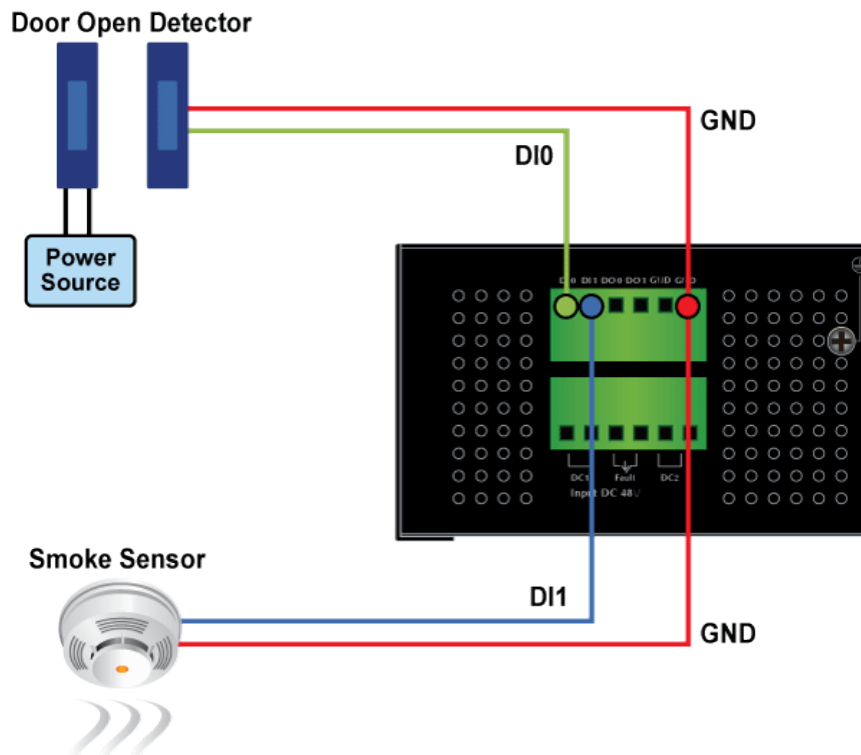 Door Open Detector
GND
DI0
Power
Source
DI0 DI1 DO0 DO1 GND GND
DC1 Fault DC2
Input DC 48V
Smoke Sensor
DI1
GND